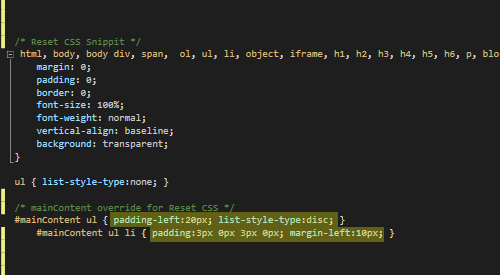 /* Reset CSS Snippit */
html, body, body div, span,  ol, ul, li, object, iframe, h1, h2, h3, h4, h5, h6, p, blo
margin: 0;
padding: 0;
border: 0;
font-size: 100%;
font-weight: normal;
vertical-align: baseline;
background: transparent;
}
ul { list-style-type:none; }
/* mainContent override for Reset CSS */
#mainContent ul { padding-left:20px; list-style-type:disc; }
#mainContent ul li { padding:3px 0px 3px 0px; margin-left:10px; }